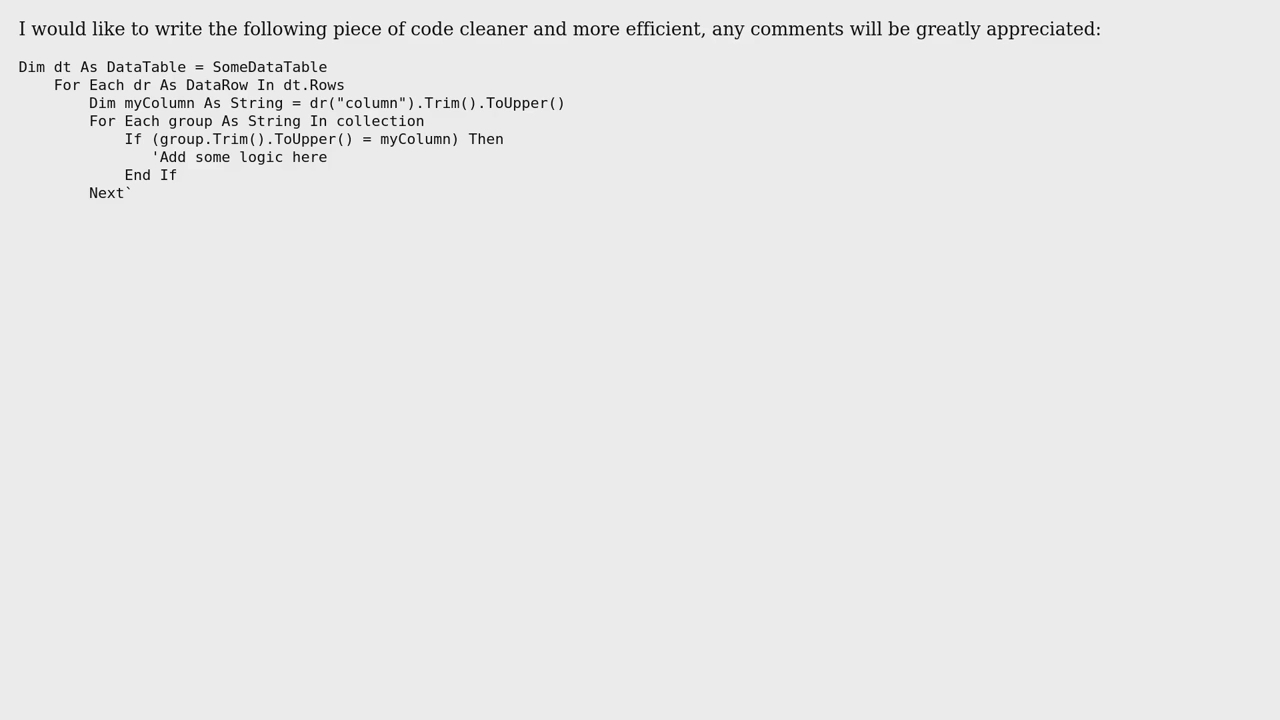 I would like to write the following piece of code cleaner and more efficient, any comments will be greatly appreciated:
Dim dt As DataTable = SomeDataTable
    For Each dr As DataRow In dt.Rows
        Dim myColumn As String = dr("column").Trim().ToUpper()
        For Each group As String In collection
            If (group.Trim().ToUpper() = myColumn) Then
               'Add some logic here
            End If
        Next`